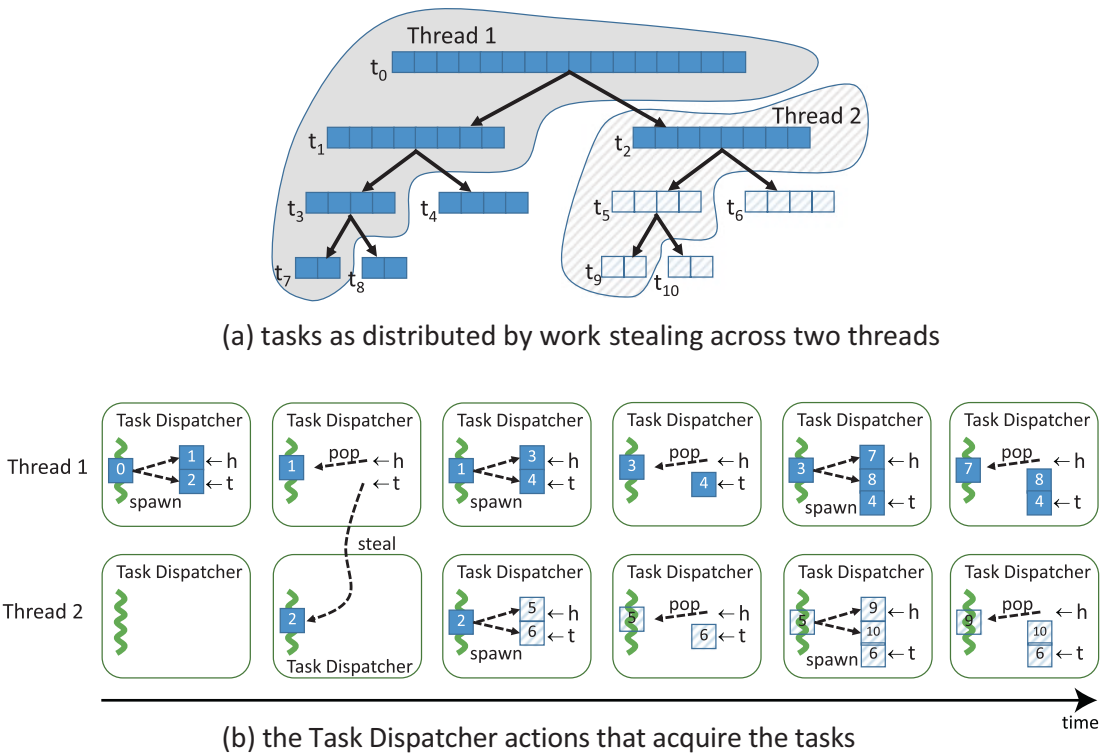 Thread 1
t0
Thread 2
t1
t2
t3
t4
t5
t6
t7
t8
t9
t10
(a) tasks as distributed by work stealing across two threads
Task Dispatcher Task Dispatcher Task Dispatcher Task Dispatcher Task Dispatcher Task Dispatcher
Thread 1
0 1 ← h 2 ← t spawn
1 pop ← h ← t
1 3 ← h 4 ← t spawn
3 pop ← h 4 ← t
3 7 ← h 8 4 ← t spawn
7 pop ← h 8 4 ← t
steal
Task Dispatcher Task Dispatcher Task Dispatcher Task Dispatcher Task Dispatcher
Thread 2
2
Task Dispatcher
2 5 ← h 6 ← t spawn
5 pop ← h 6 ← t
5 9 ← h 10 6 ← t spawn
9 pop ← h 10 6 ← t
time
(b) the Task Dispatcher actions that acquire the tasks